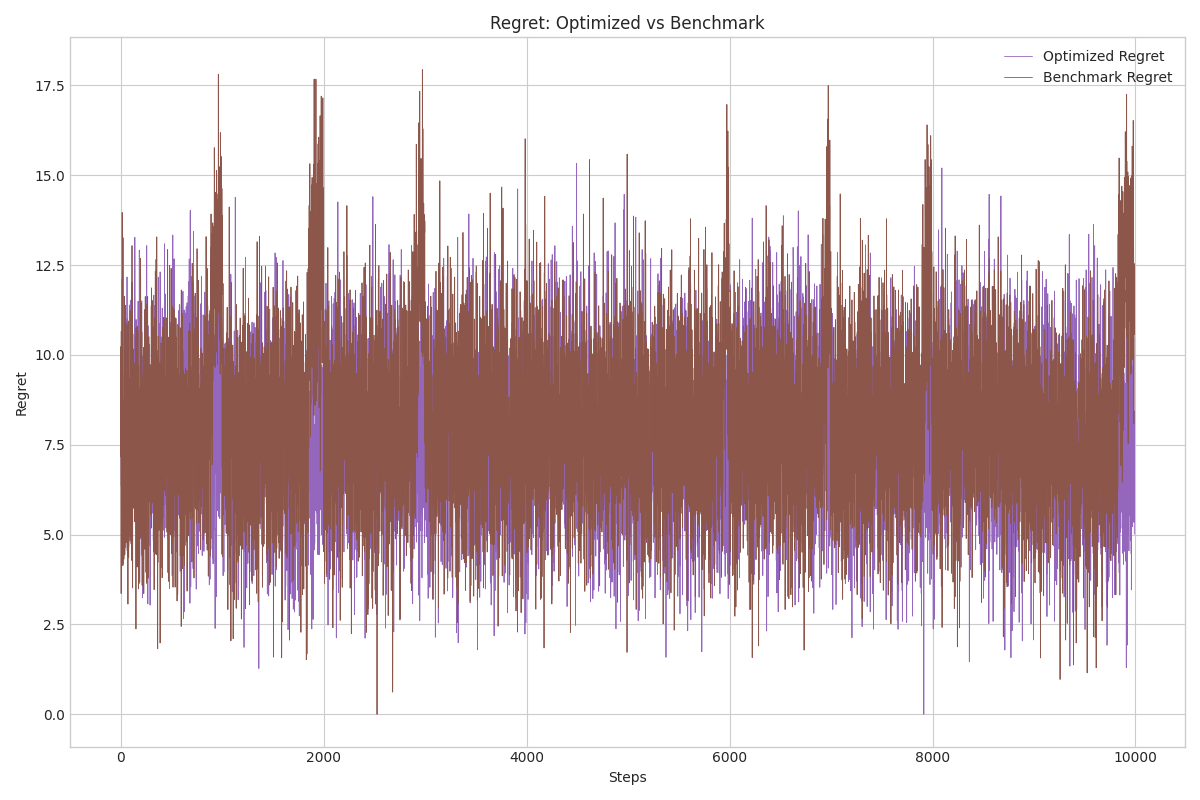 Regret: Optimized vs Benchmark
Optimized Regret
Benchmark Regret
17.5
15.0
12.5
10.0
7.5
5.0
2.5
0.0
Regret
0 2000 4000 6000 8000 10000
Steps